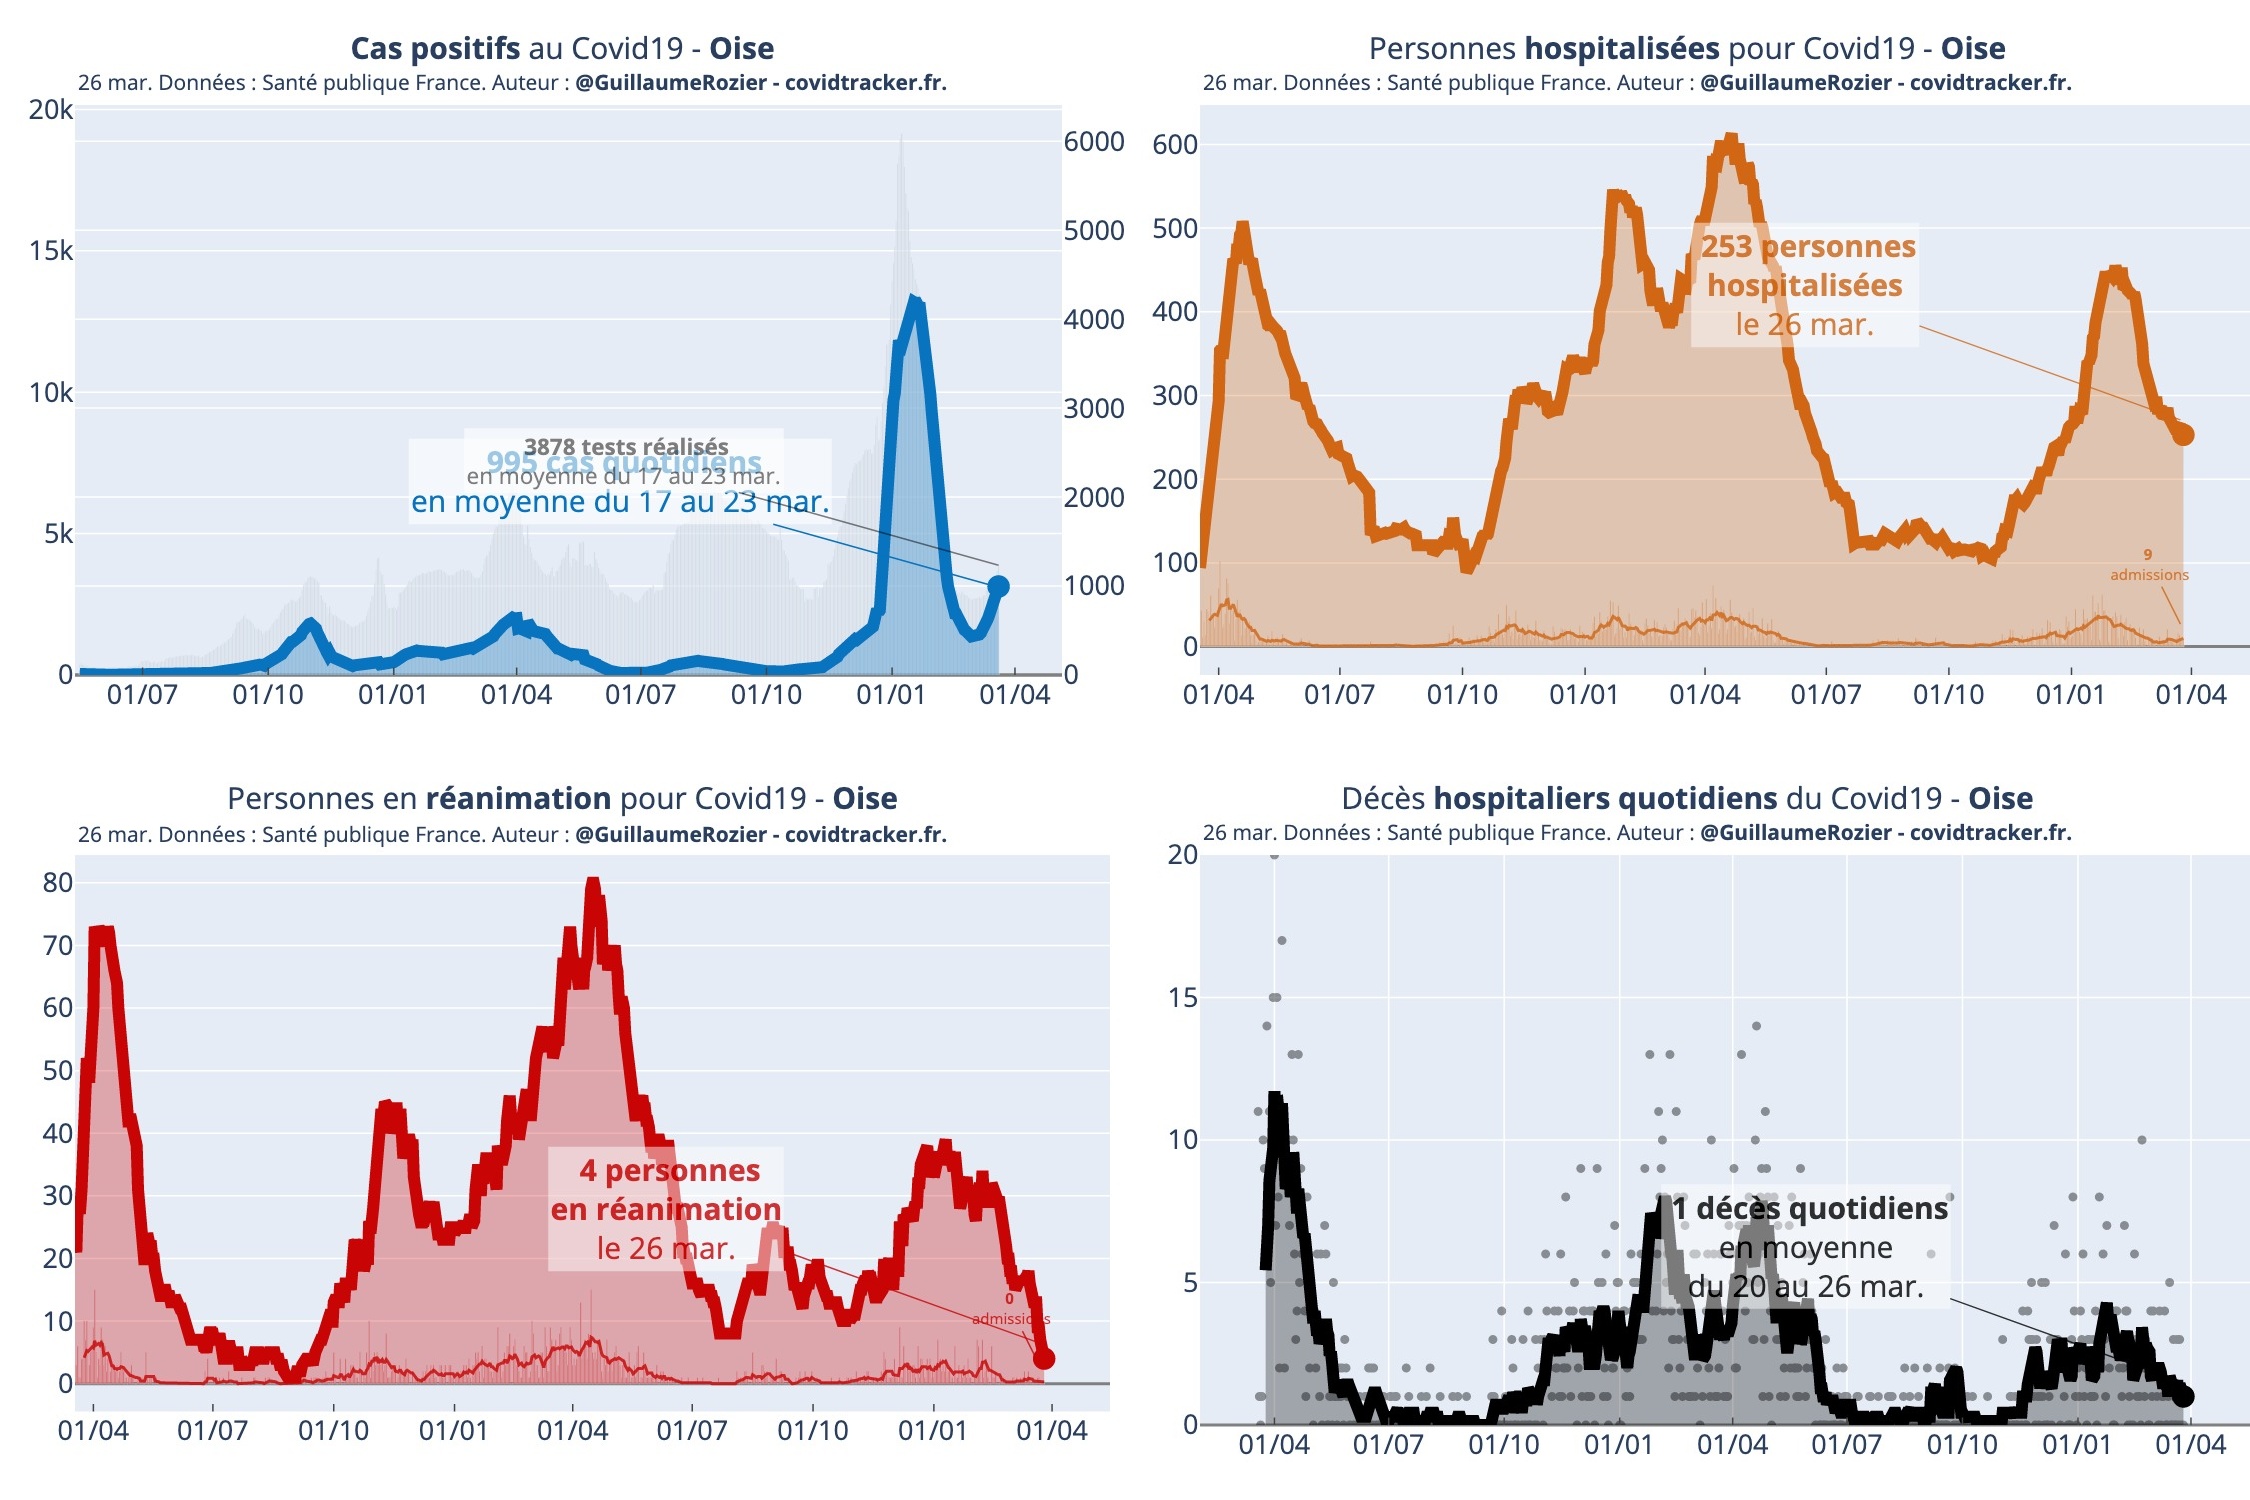 Cas positifs au Covid19 - Oise
26 mar. Données : Santé publique France. Auteur : @GuillaumeRozier - covidtracker.fr.
20k
15k
10k
5k
0
6000
5000
4000
3000
2000
1000
0
3878 tests réalisés
en moyenne du 17 au 23 mar.
995 cas quotidiens
en moyenne du 17 au 23 mar.
01/07 01/10 01/01 01/04 01/07 01/10 01/01 01/04
Personnes hospitalisées pour Covid19 - Oise
26 mar. Données : Santé publique France. Auteur : @GuillaumeRozier - covidtracker.fr.
600
500
400
300
200
100
0
253 personnes
hospitalisées
le 26 mar.
9
admissions
01/04 01/07 01/10 01/01 01/04 01/07 01/10 01/01 01/04
Personnes en réanimation pour Covid19 - Oise
26 mar. Données : Santé publique France. Auteur : @GuillaumeRozier - covidtracker.fr.
80
70
60
50
40
30
20
10
0
4 personnes
en réanimation
le 26 mar.
0
admissions
01/04 01/07 01/10 01/01 01/04 01/07 01/10 01/01 01/04
Décès hospitaliers quotidiens du Covid19 - Oise
26 mar. Données : Santé publique France. Auteur : @GuillaumeRozier - covidtracker.fr.
20
15
10
5
0
1 décès quotidiens
en moyenne
du 20 au 26 mar.
01/04 01/07 01/10 01/01 01/04 01/07 01/10 01/01 01/04